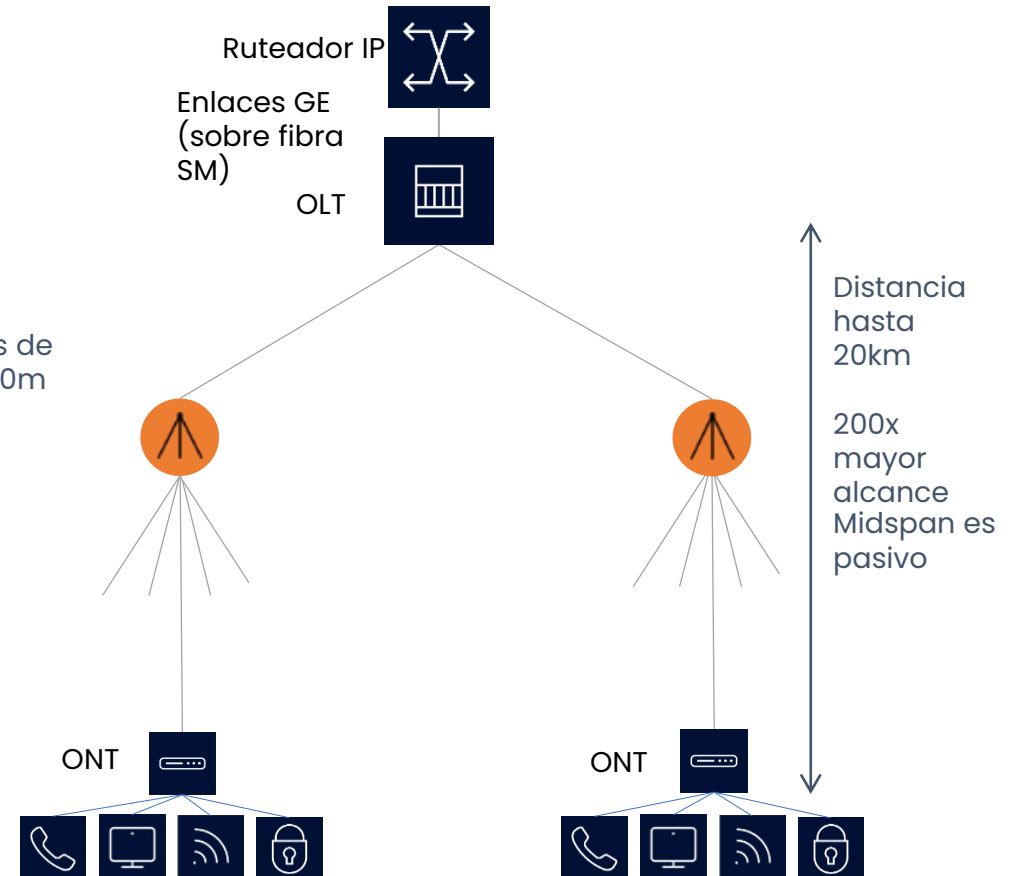 Ruteador IP
Enlaces GE
(sobre fibra
SM)
OLT
Distancia
hasta
20km
de
200x
mayor
alcance
Midspan es
pasivo
ONT
ONT